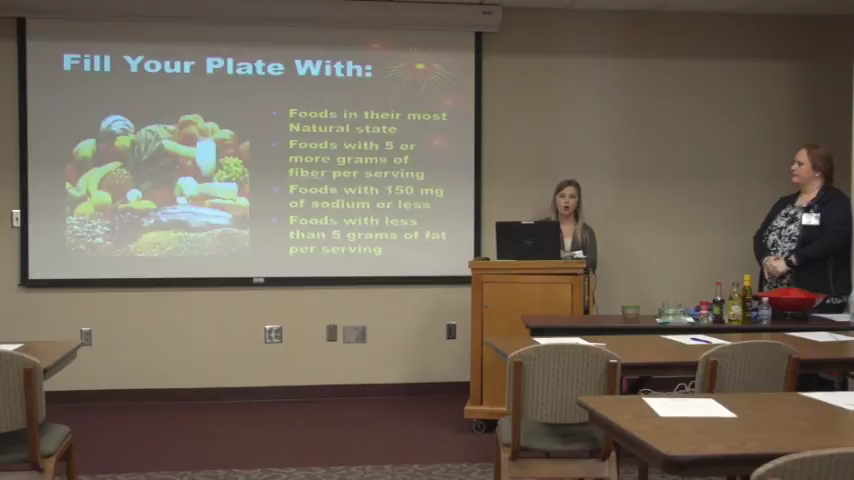 Fill Your Plate With:
Foods in their most
Natural state
Foods with 5 or
more grams of
fiber per serving
Foods with 150 mg
of sodium or less
Foods with less
than 5 grams of fat
per serving